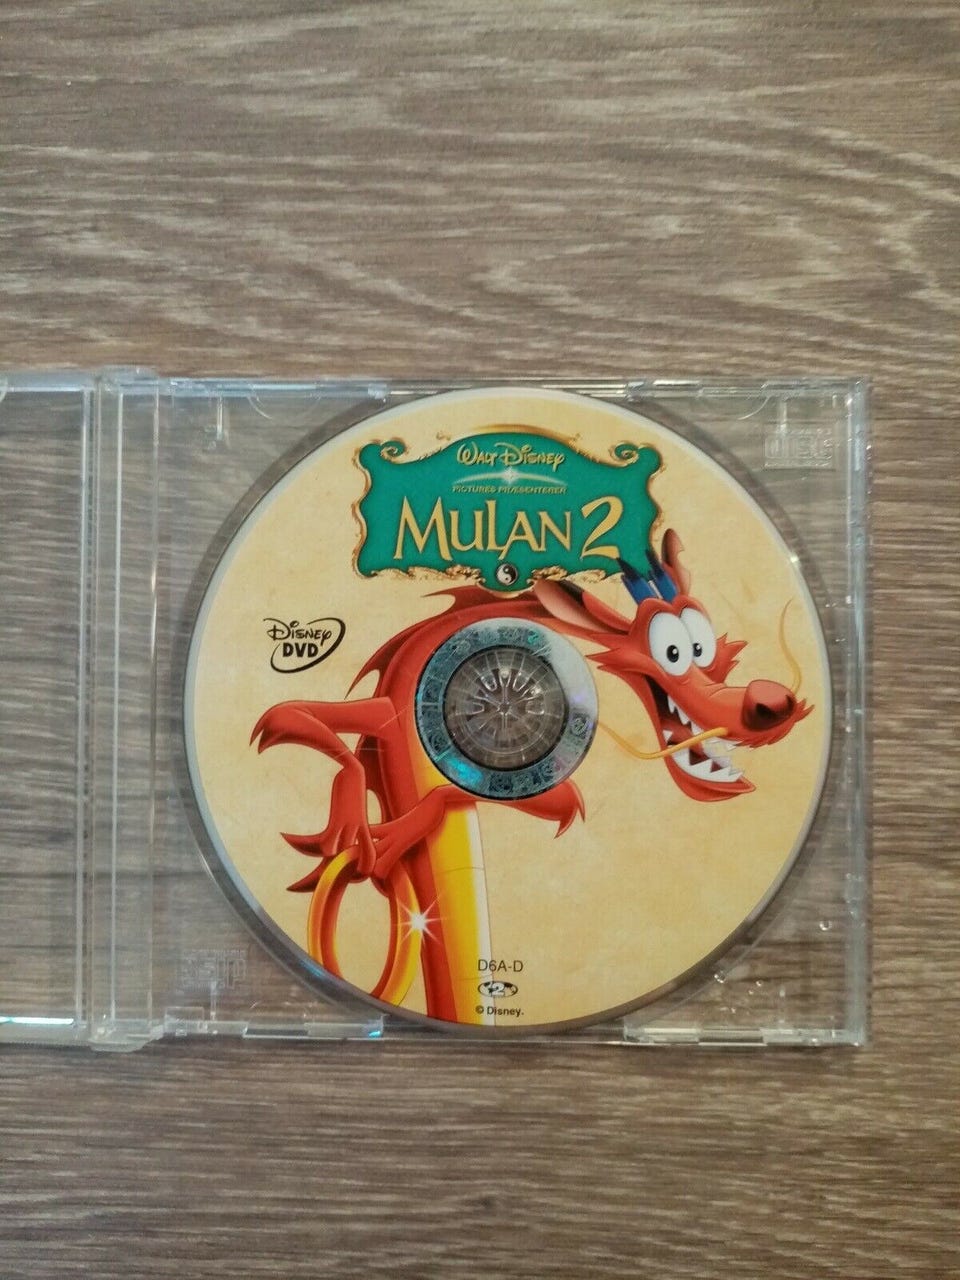 WALT DISNEY
PICTURES PRÆSENTERER
MULAN 2
DISNEY
DVD
D6A-D
2
© Disney.